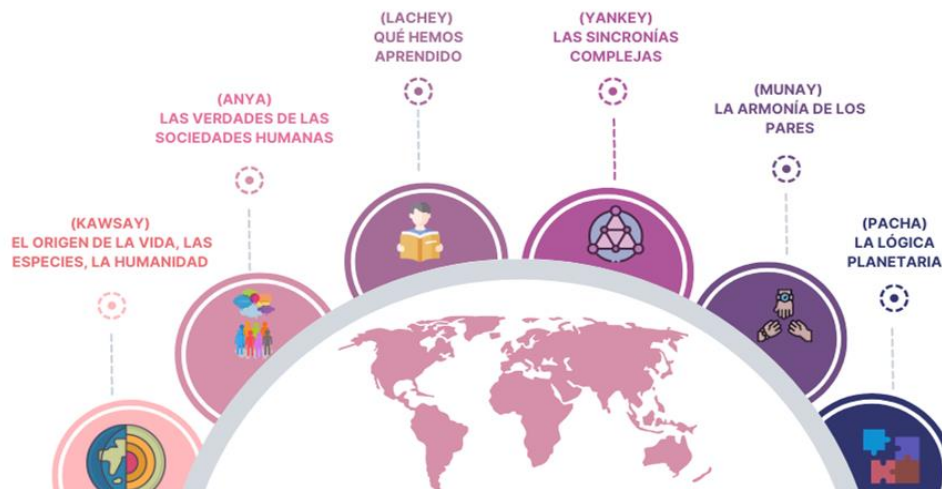 (KAWSAY)
EL ORIGEN DE LA VIDA, LAS
ESPECIES, LA HUMANIDAD
(ANYA)
LAS VERDADES DE LAS
SOCIEDADES HUMANAS
(LACHEY)
QUÉ HEMOS
APRENDIDO
(YANKEY)
LAS SINCRONÍAS
COMPLEJAS
(MUNAY)
LA ARMONÍA DE LOS
PARES
(PACHA)
LA LÓGICA
PLANETARIA